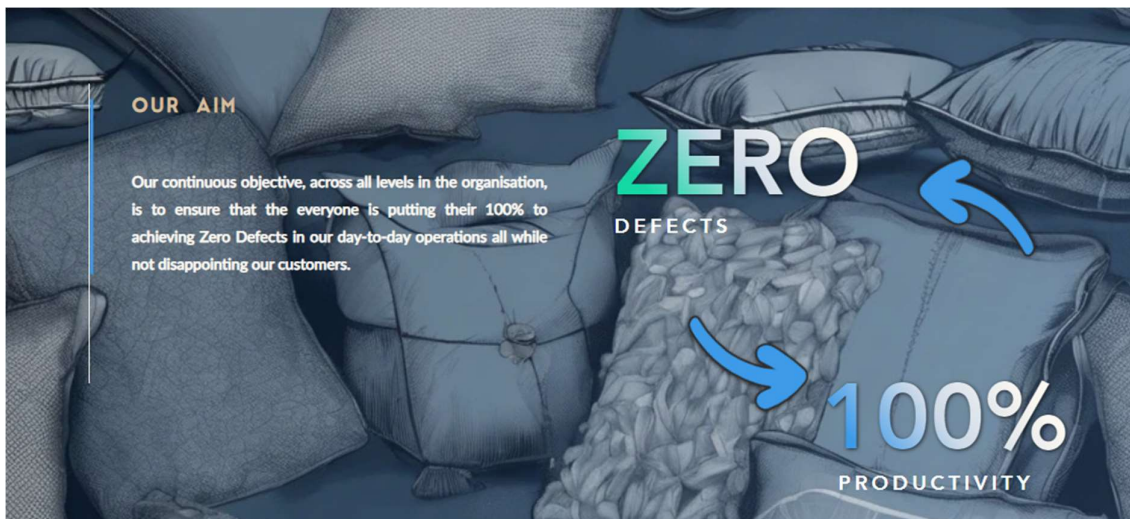 OUR AIM
Our continuous objective, across all levels in the organisation,
is to ensure that the everyone is putting their 100% to
achieving Zero Defects in our day-to-day operations all while
not disappointing our customers.
ZERO
DEFECTS
100%
PRODUCTIVITY